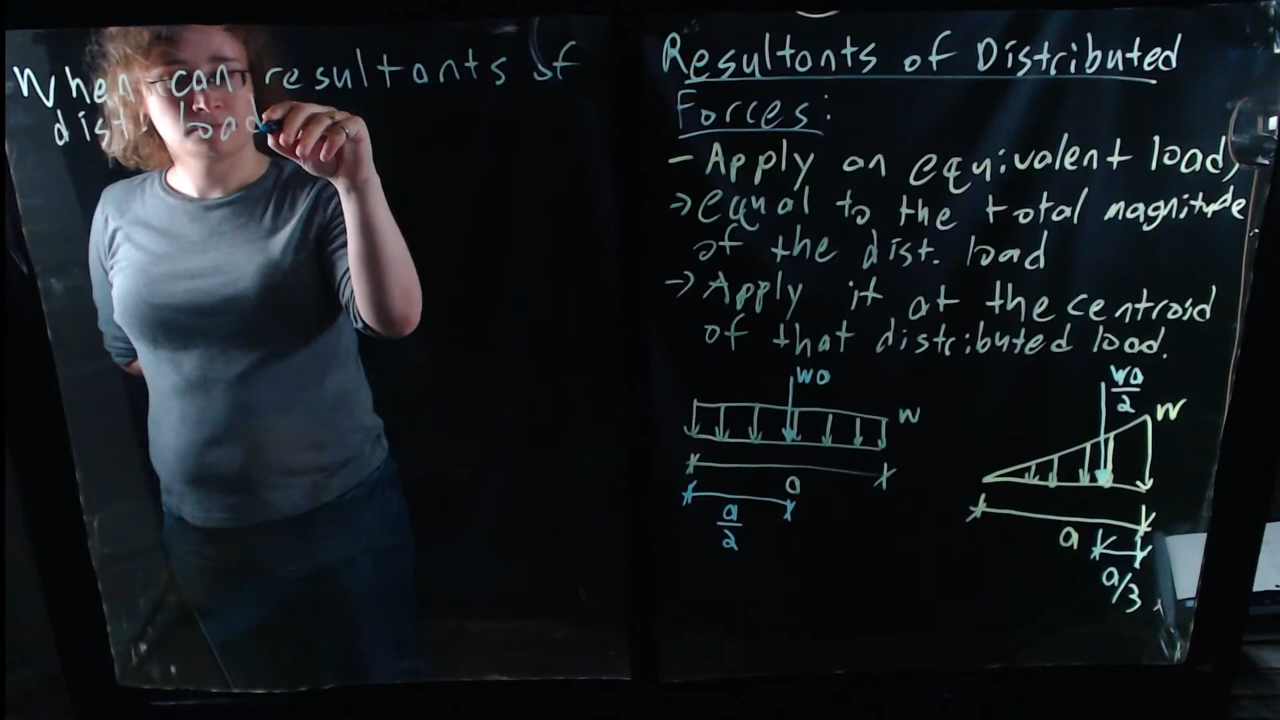 When can resultants of
dist. load
Resultants of Distributed
Forces:
- Apply an equivalent load,
→ equal to the total magnitude
of the dist. load
→ Apply it at the centroid
of that distributed load.
wa
w
a
a/2
wa/2
w
a
a/3